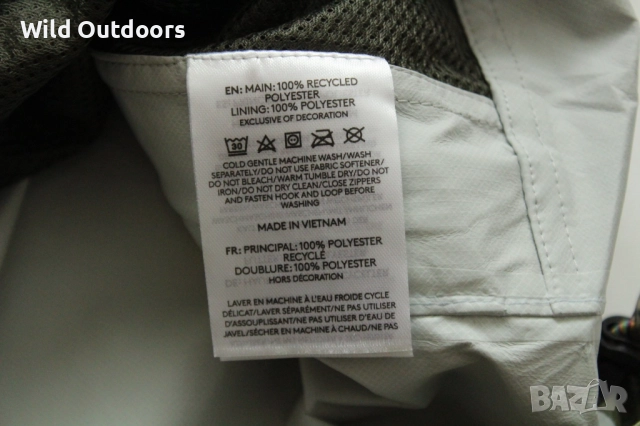 Wild Outdoors
EN: MAIN: 100% RECYCLED
POLYESTER
LINING: 100% POLYESTER
EXCLUSIVE OF DECORATION
30
COLD GENTLE MACHINE WASH/WASH
SEPARATELY/DO NOT USE FABRIC SOFTENER/
DO NOT BLEACH/WARM TUMBLE DRY/DO NOT
IRON/DO NOT DRY CLEAN/CLOSE ZIPPERS
AND FASTEN HOOK AND LOOP BEFORE
WASHING
MADE IN VIETNAM
FR: PRINCIPAL: 100% POLYESTER
RECYCLÉ
DOUBLURE: 100% POLYESTER
HORS DÉCORATION
LAVER EN MACHINE À L'EAU FROIDE CYCLE
DÉLICAT/LAVER SÉPARÉMENT/NE PAS UTILISER
D'ASSOUPLISSANT/NE PAS UTILISER D'EAU DE
JAVEL/SÉCHER EN MACHINE À CHAUD/NE PAS
BAZAR